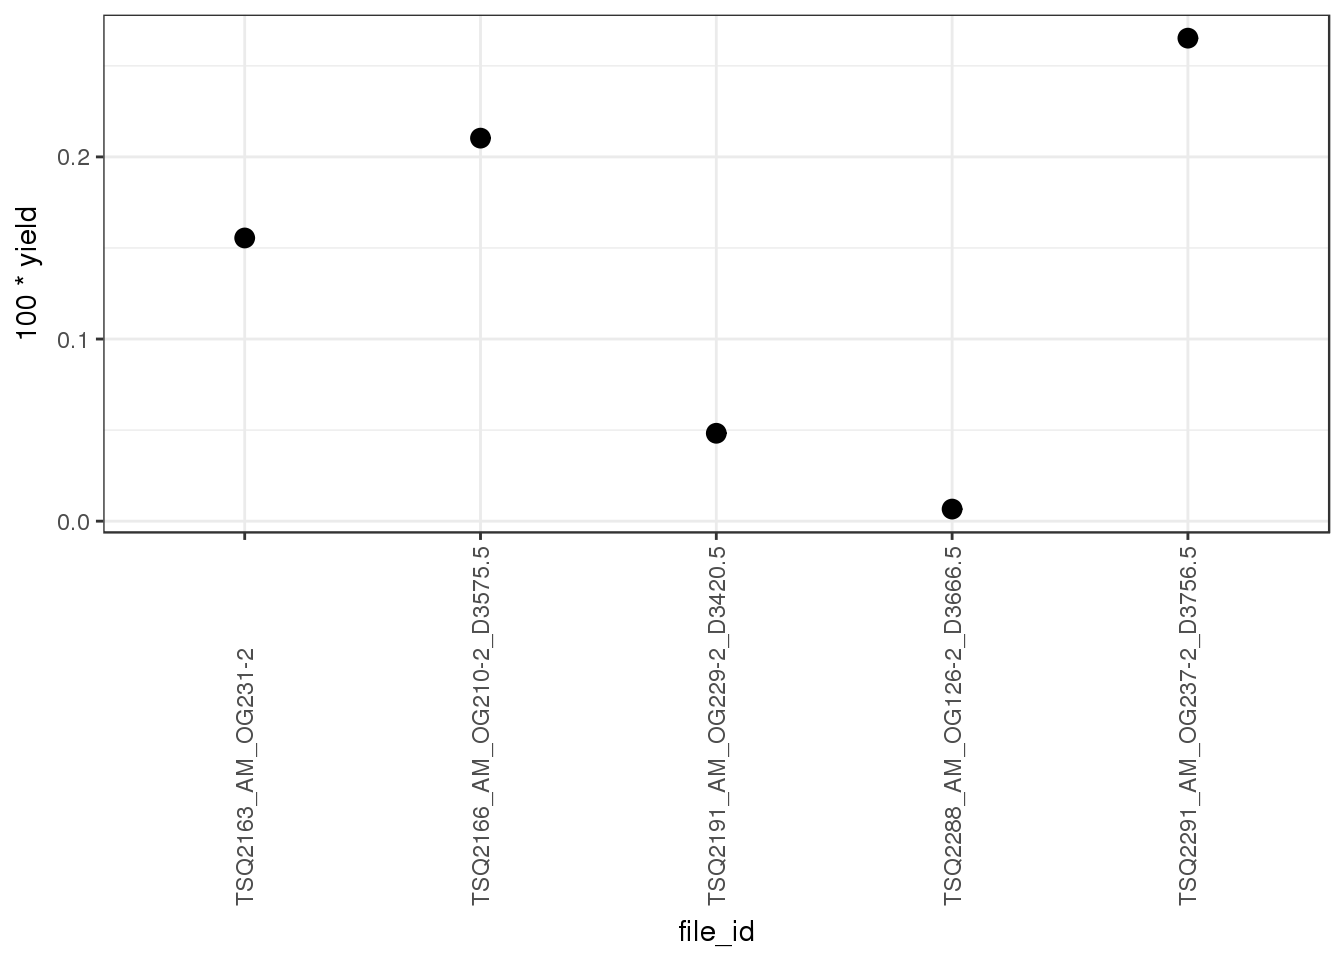 100 * yield
0.2
0.1
0.0
TSQ2163_AM_OG231-2
TSQ2166_AM_OG210-2_D3575.5
TSQ2191_AM_OG229-2_D3420.5
TSQ2288_AM_OG126-2_D3666.5
TSQ2291_AM_OG237-2_D3756.5
file_id